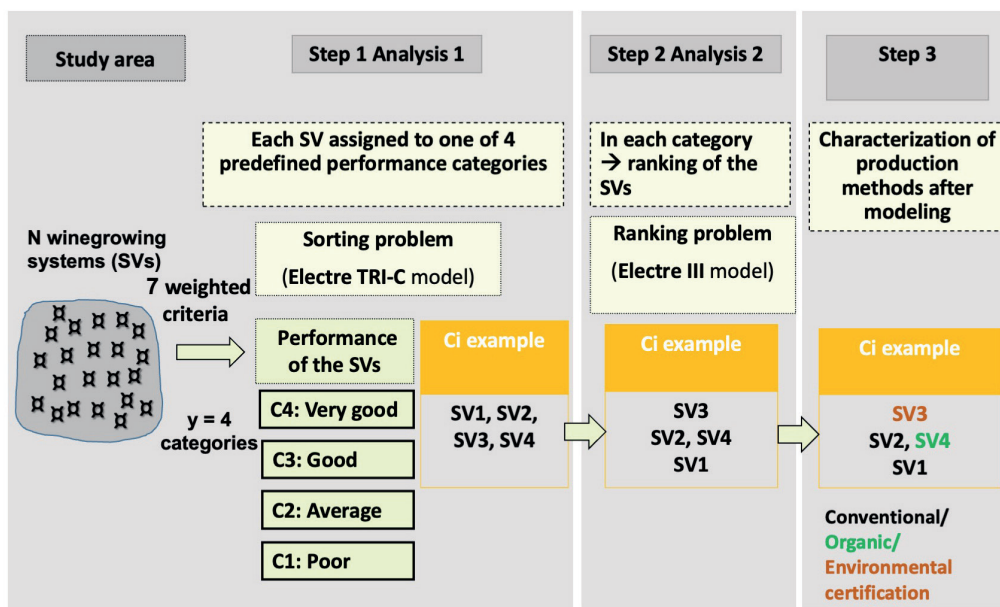 Study area
Step 1 Analysis 1
Step 2 Analysis 2
Step 3
Each SV assigned to one of 4
predefined performance categories
In each category
→ ranking of the
SVs
Characterization of
production
methods after
modeling
N winegrowing
systems (SVs)
7 weighted
criteria
y = 4
categories
Sorting problem
(Electre TRI-C model)
Ranking problem
(Electre III model)
Performance
of the SVs
C4: Very good
C3: Good
C2: Average
C1: Poor
Ci example
SV1, SV2,
SV3, SV4
Ci example
SV3
SV2, SV4
SV1
Ci example
SV3
SV2, SV4
SV1
Conventional/
Organic/
Environmental
certification